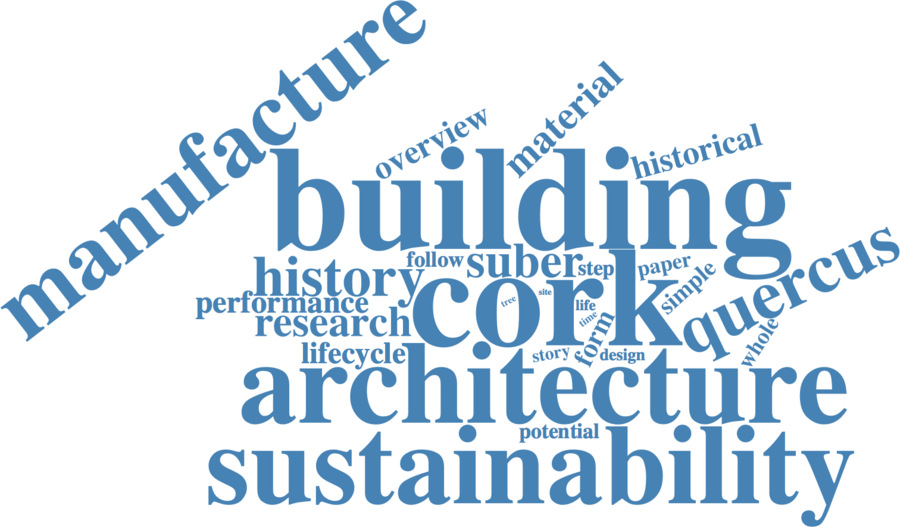 manufacture
overview
material
historical
building
follow
suber
step
paper
quercus
history
cork
simple
performance
tree
site
life
research
time
form
whole
lifecycle
story
design
architecture
potential
sustainability